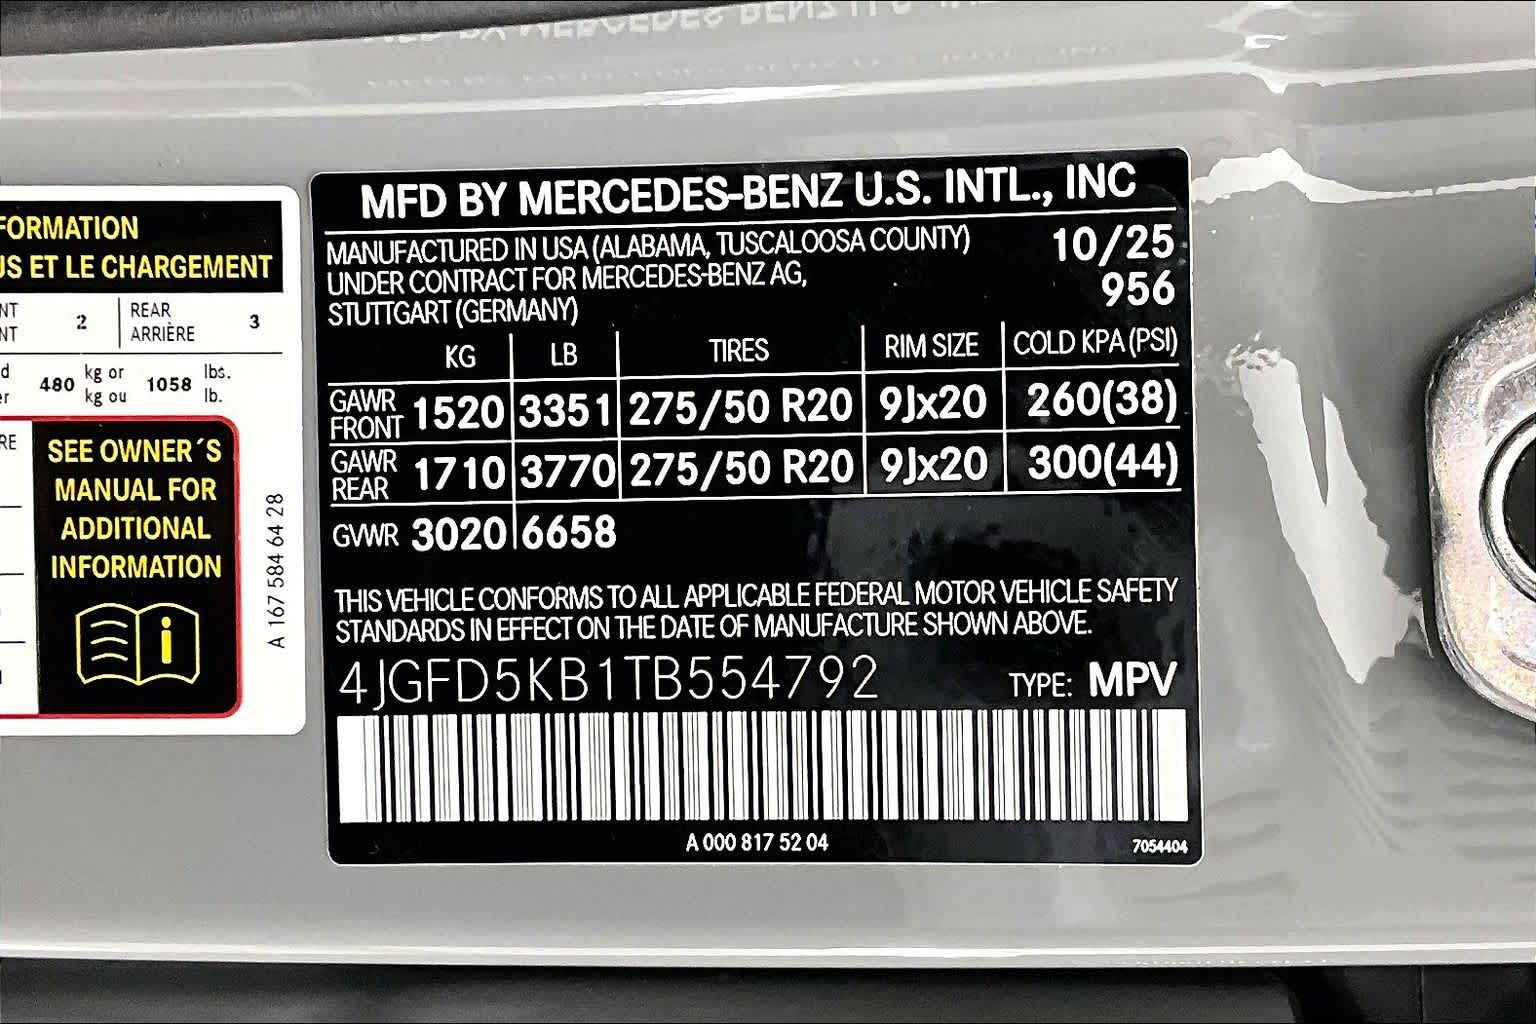 FORMATION
US ET LE CHARGEMENT
NT
NT
2
REAR
ARRIÈRE
3
480 kg or
kg ou
1058 lbs.
lb.
RE
SEE OWNER´S
MANUAL FOR
ADDITIONAL
INFORMATION
i
A 167 584 64 28
MFD BY MERCEDES-BENZ U.S. INTL., INC
MANUFACTURED IN USA (ALABAMA, TUSCALOOSA COUNTY) 10/25
UNDER CONTRACT FOR MERCEDES-BENZ AG, 956
STUTTGART (GERMANY)
KG LB TIRES RIM SIZE COLD KPA (PSI)
GAWR FRONT 1520 3351 275/50 R20 9Jx20 260(38)
GAWR REAR 1710 3770 275/50 R20 9Jx20 300(44)
GVWR 3020 6658
THIS VEHICLE CONFORMS TO ALL APPLICABLE FEDERAL MOTOR VEHICLE SAFETY
STANDARDS IN EFFECT ON THE DATE OF MANUFACTURE SHOWN ABOVE.
4JGFD5KB1TB554792 TYPE: MPV
A 000 817 52 04 7054404